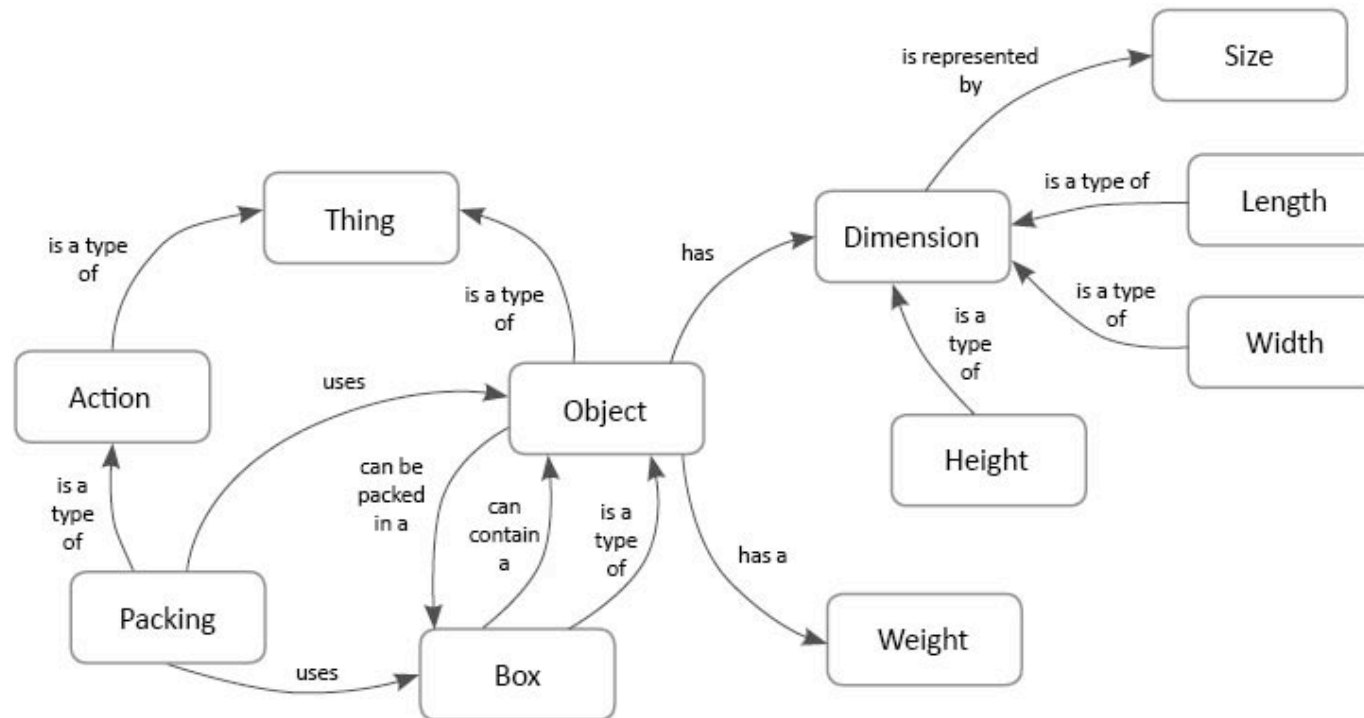 Size
is represented
by
Length
is a type of
Thing
Dimension
is a type
of
has
is a type
of
is a type
of
Width
is a
type
of
Action
uses
Object
Height
can be
packed
in a
can
contain
a
is a
type
of
is a
type
of
has a
Packing
Weight
uses
Box